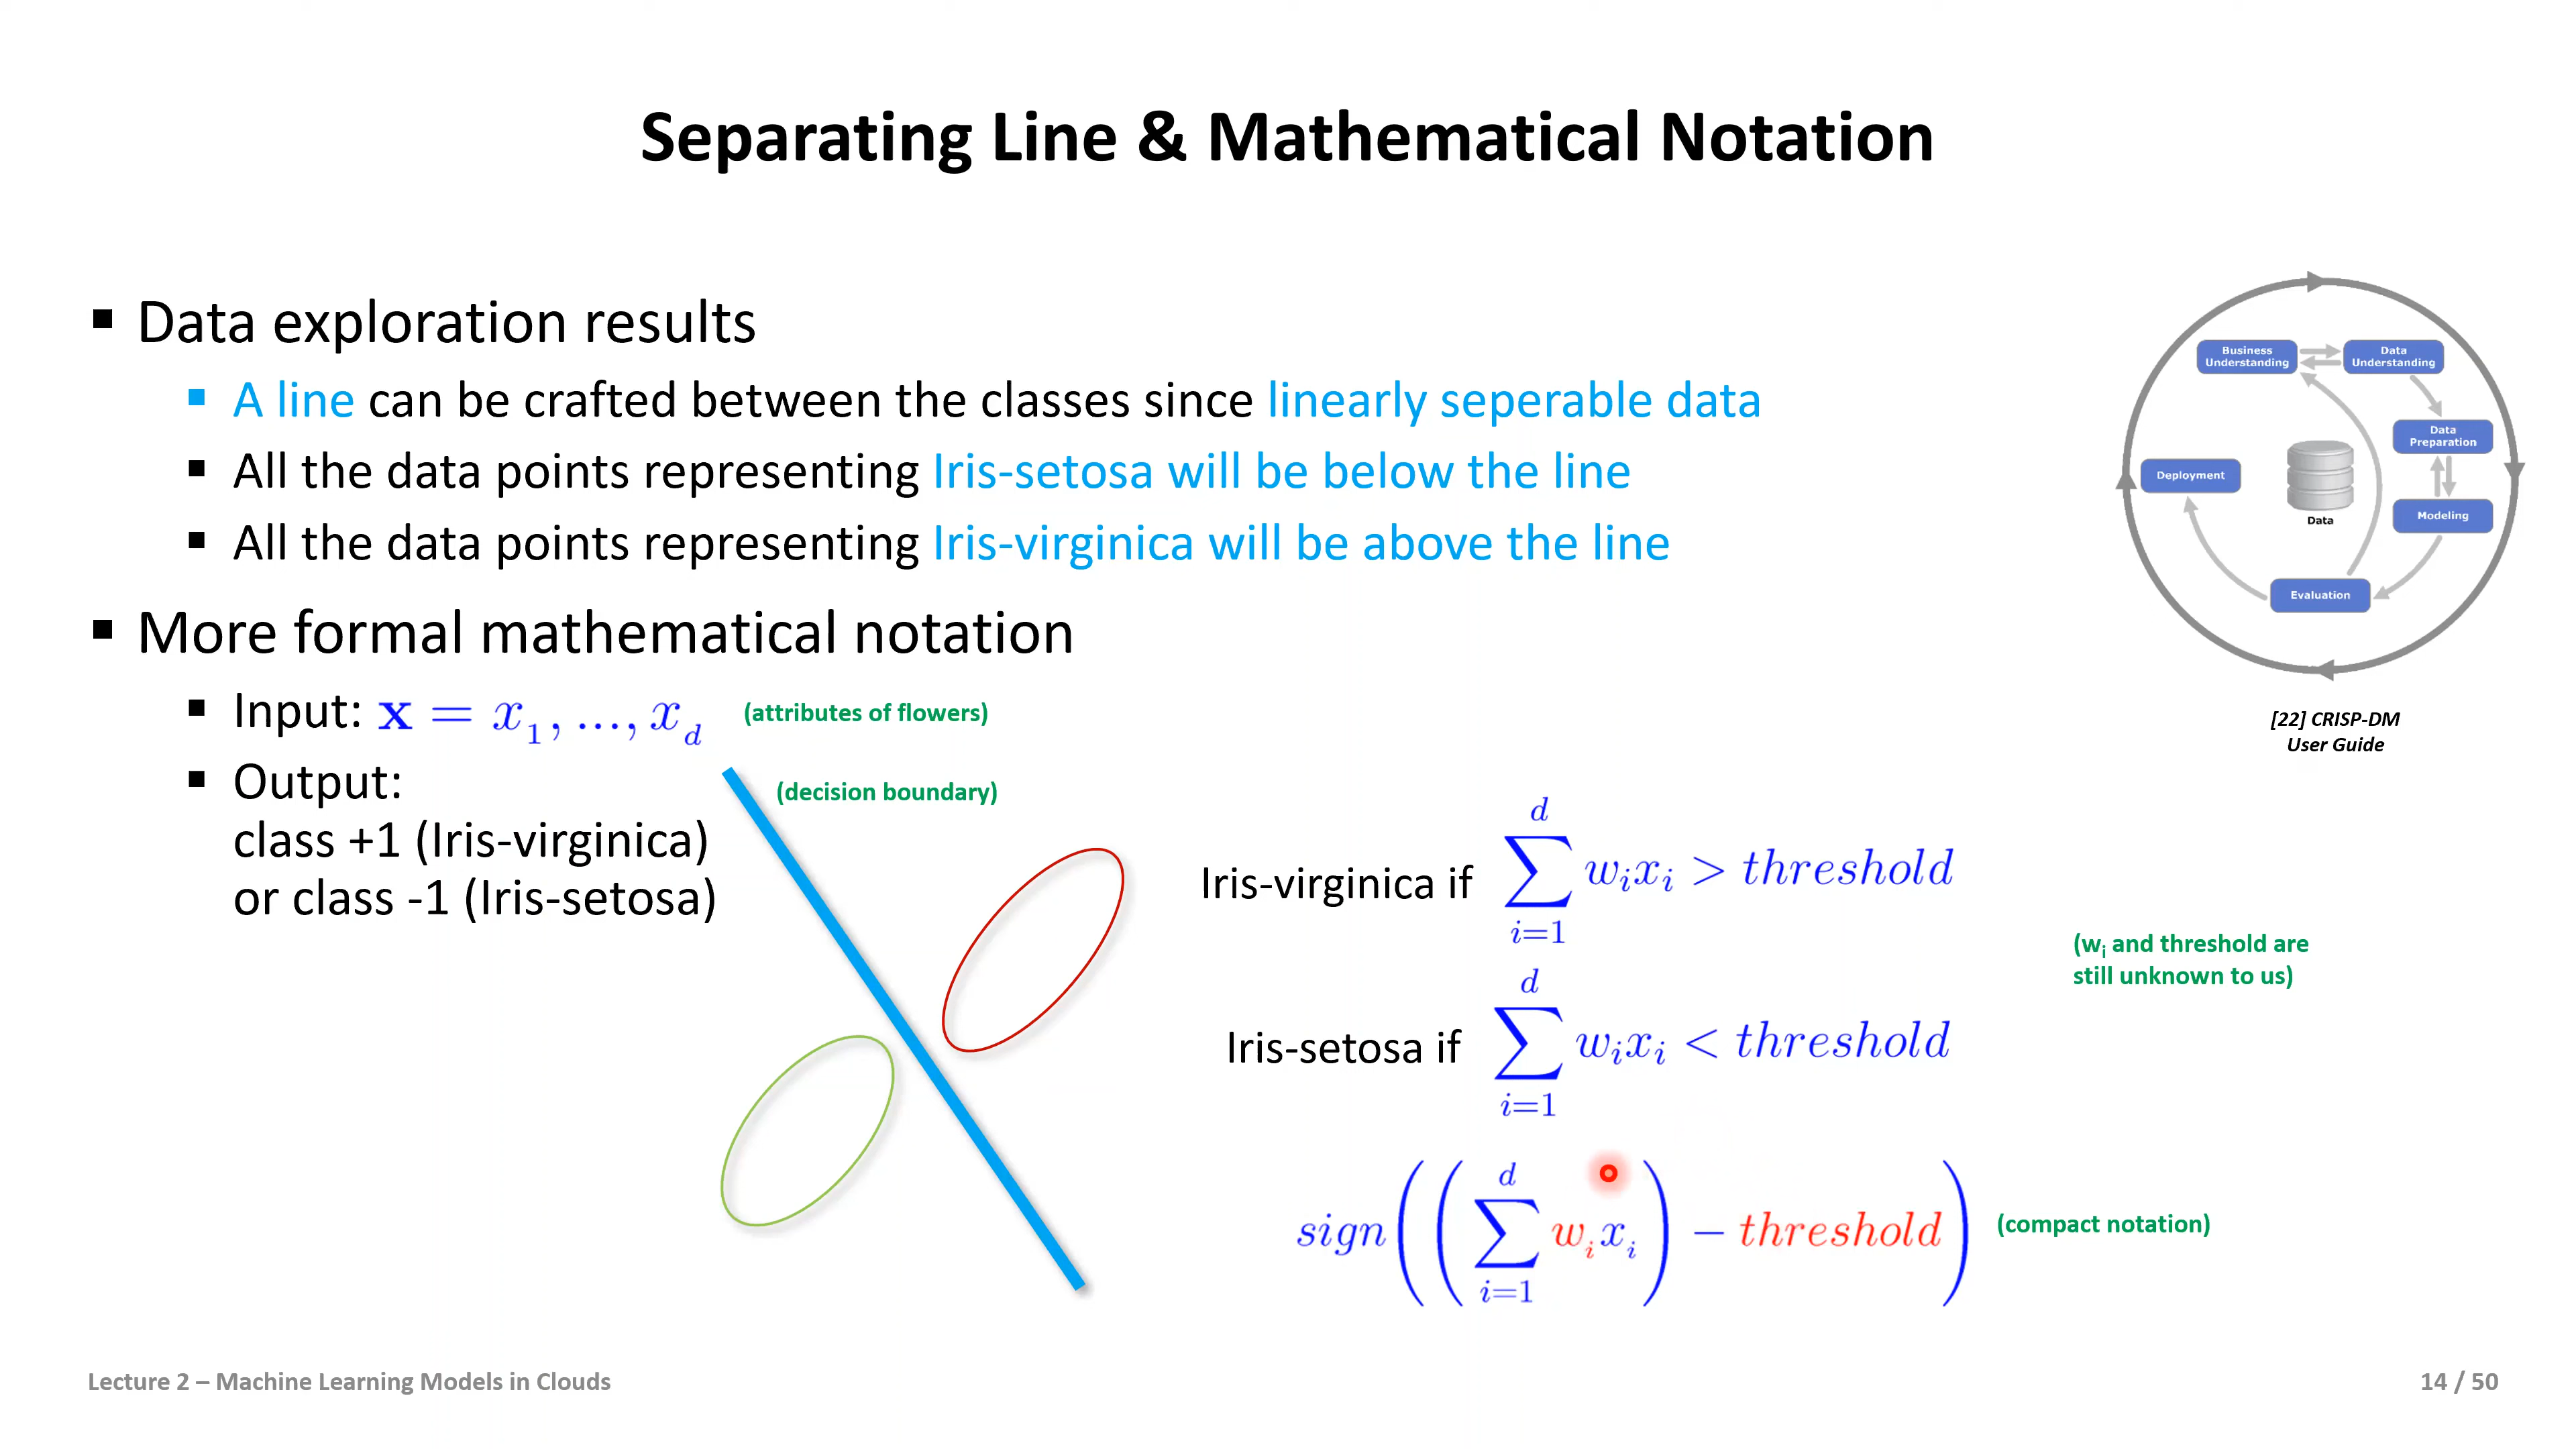 Separating Line & Mathematical Notation
▪ Data exploration results
▪ A line can be crafted between the classes since linearly seperable data
▪ All the data points representing Iris-setosa will be below the line
▪ All the data points representing Iris-virginica will be above the line
▪ More formal mathematical notation
▪ Input: x = x_1, ..., x_d (attributes of flowers)
▪ Output:
class +1 (Iris-virginica)
or class -1 (Iris-setosa)
(decision boundary)
Iris-virginica if \sum_{i=1}^{d} w_i x_i > threshold
Iris-setosa if \sum_{i=1}^{d} w_i x_i < threshold
(w_i and threshold are
still unknown to us)
sign((\sum_{i=1}^{d} w_i x_i) − threshold) (compact notation)
Business
Understanding
Data
Understanding
Data
Preparation
Modeling
Evaluation
Deployment
Data
[22] CRISP-DM
User Guide
Lecture 2 – Machine Learning Models in Clouds
14 / 50